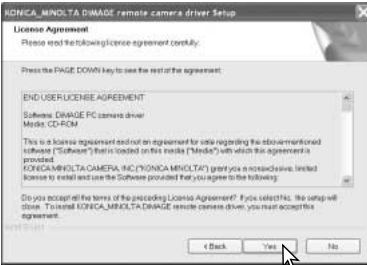 KONICA_MINOLTA DiMAGE remote camera driver Setup
License Agreement
Please read the following license agreement carefully.
Press the PAGE DOWN key to see the rest of the agreement.
END USER LICENSE AGREEMENT
Software: DiMAGE PC camera driver
Media: CD-ROM
This is a license agreement and not an agreement for sale regarding the above-mentioned
software ("Software") that is loaded on this media ("Media") with which this agreement is
provided.
KONICA MINOLTA CAMERA, INC.("KONICA MINOLTA") grant you a nonexclusive, limited
license to install and use the Software provided that you agree to the following:
Do you accept all the terms of the preceding License Agreement? If you select No, the setup will
close. To install KONICA_MINOLTA DiMAGE remote camera driver, you must accept this
agreement.
< Back
Yes
No